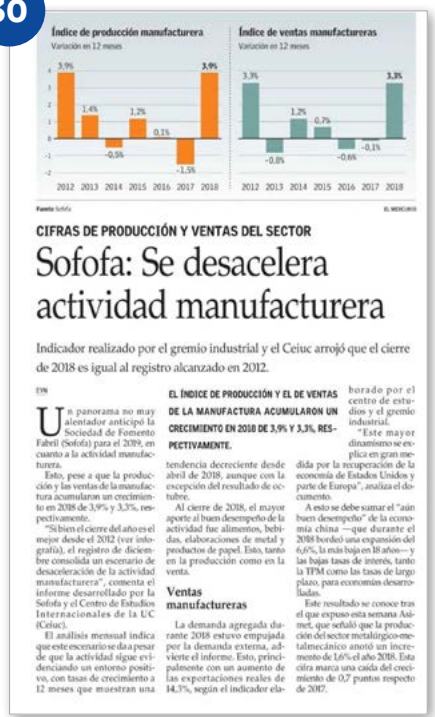 30
Índice de producción manufacturera
Variación en 12 meses
3,9%
1,4%
-0,5%
1,2%
0,1%
-1,5%
3,9%
4
3
2
1
0
-1
-2
2012 2013 2014 2015 2016 2017 2018
Índice de ventas manufactureras
Variación en 12 meses
3,3%
-0,8%
1,2%
0,7%
-0,6%
-0,1%
3,3%
2012 2013 2014 2015 2016 2017 2018
Fuente Sofofa
EL MERCURIO
CIFRAS DE PRODUCCIÓN Y VENTAS DEL SECTOR
Sofofa: Se desacelera
actividad manufacturera
Indicador realizado por el gremio industrial y el Ceiuc arrojó que el cierre
de 2018 es igual al registro alcanzado en 2012.
Un panorama no muy
alentador anticipó la
Sociedad de Fomento
Fabril (Sofofa) para el 2019, en
cuanto a la actividad manufac-
turera.
Esto, pese a que la produc-
ción y las ventas de la manufac-
tura acumularon un crecimien-
to en 2018 de 3,9% y 3,3%, res-
pectivamente.
"Si bien el cierre del año es el
mejor desde el 2012 (ver info-
grafía), el registro de diciem-
bre consolida un escenario de
desaceleración de la actividad
manufacturera", comenta el
informe desarrollado por la
Sofofa y el Centro de Estudios
Internacionales de la UC
(Ceiuc).
El análisis mensual indica
que este escenario se da a pesar
de que la actividad sigue evi-
denciando un entorno positi-
vo, con tasas de crecimiento a
12 meses que muestran una
EL ÍNDICE DE PRODUCCIÓN Y EL DE VENTAS
DE LA MANUFACTURA ACUMULARON UN
CRECIMIENTO EN 2018 DE 3,9% Y 3,3%, RES-
PECTIVAMENTE.
tendencia decreciente desde
abril de 2018, aunque con la
excepción del resultado de oc-
tubre.
Al cierre de 2018, el mayor
aporte al buen desempeño de la
actividad fue alimentos, bebi-
das, elaboraciones de metal y
productos de papel. Esto, tanto
en la producción como en la
venta.
Ventas
manufactureras
La demanda agregada du-
rante 2018 estuvo empujada
por la demanda externa, ad-
vierte el informe. Esto, princi-
palmente con un aumento de
las exportaciones reales de
14,3%, según el indicador ela-
borado por el
centro de estu-
dios y el gremio
industrial.
"Este mayor
dinamismo se ex-
plica en gran me-
dida por la recuperación de la
economía de Estados Unidos y
parte de Europa", analiza el do-
cumento.
A esto se debe sumar el "aún
buen desempeño" de la econo-
mía china —que durante el
2018 bordeó una expansión del
6,6%, la más baja en 18 años— y
las bajas tasas de interés, tanto
la TPM como las tasas de largo
plazo, para economías desarro-
lladas.
Este resultado se conoce tras
el que expuso esta semana Asi-
met, que señaló que la produc-
ción del sector metalúrgico-me-
talmecánico anotó un incre-
mento de 1,6% el año 2018. Esta
cifra marca una caída del creci-
miento de 0,7 puntos respecto
de 2017.